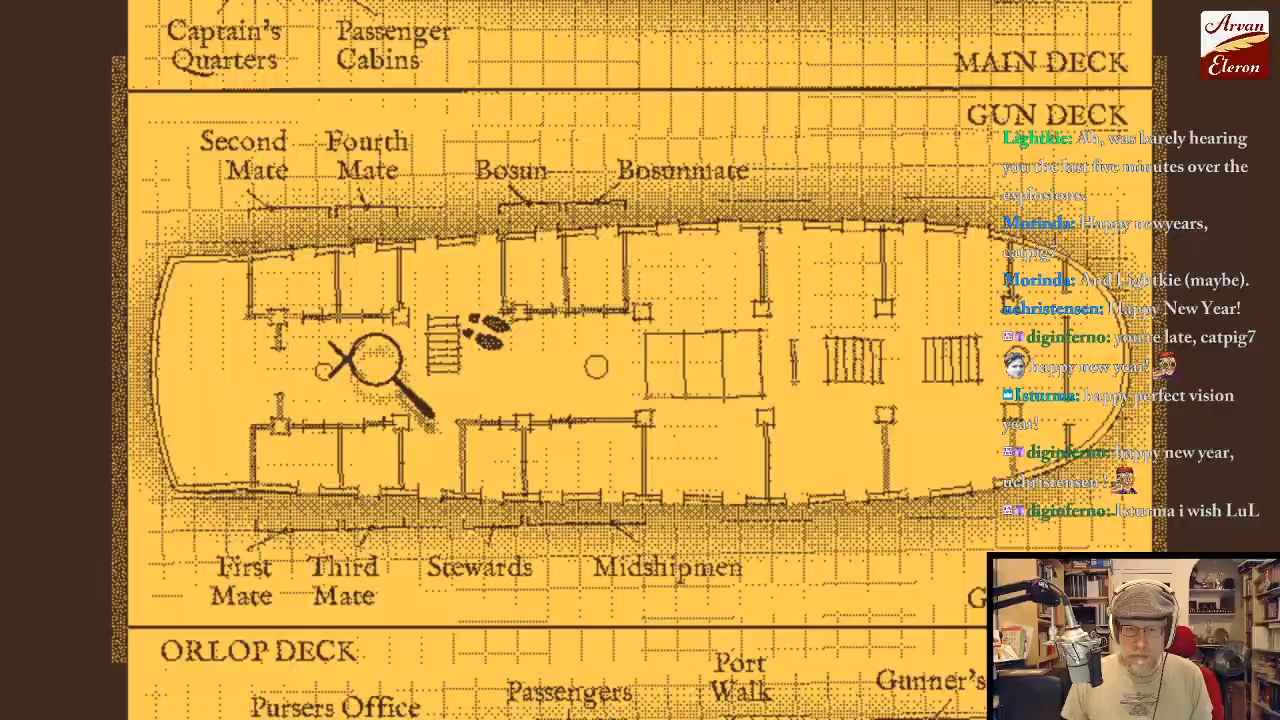 Captain's
Quarters
Passenger
Cabins
MAIN DECK
Arvan
Eleron
GUN DECK
Second
Mate
Fourth
Mate
Bosun
Bosunmate
Lightkie: Ah, was barely hearing
you the last five minutes over the
explosions.
Morinda: Happy newyears,
catpig7
Morinda: And Lightkie (maybe).
uchristensen: Happy New Year!
diginferno: you're late, catpig7
happy new year!
Isturma: happy perfect vision
year!
diginferno: happy new year,
uchristensen !
diginferno: Isturma i wish LuL
First
Mate
Third
Mate
Stewards
Midshipmen
G
ORLOP DECK
Pursers Office
Passengers
Port
Walk
Gunner's